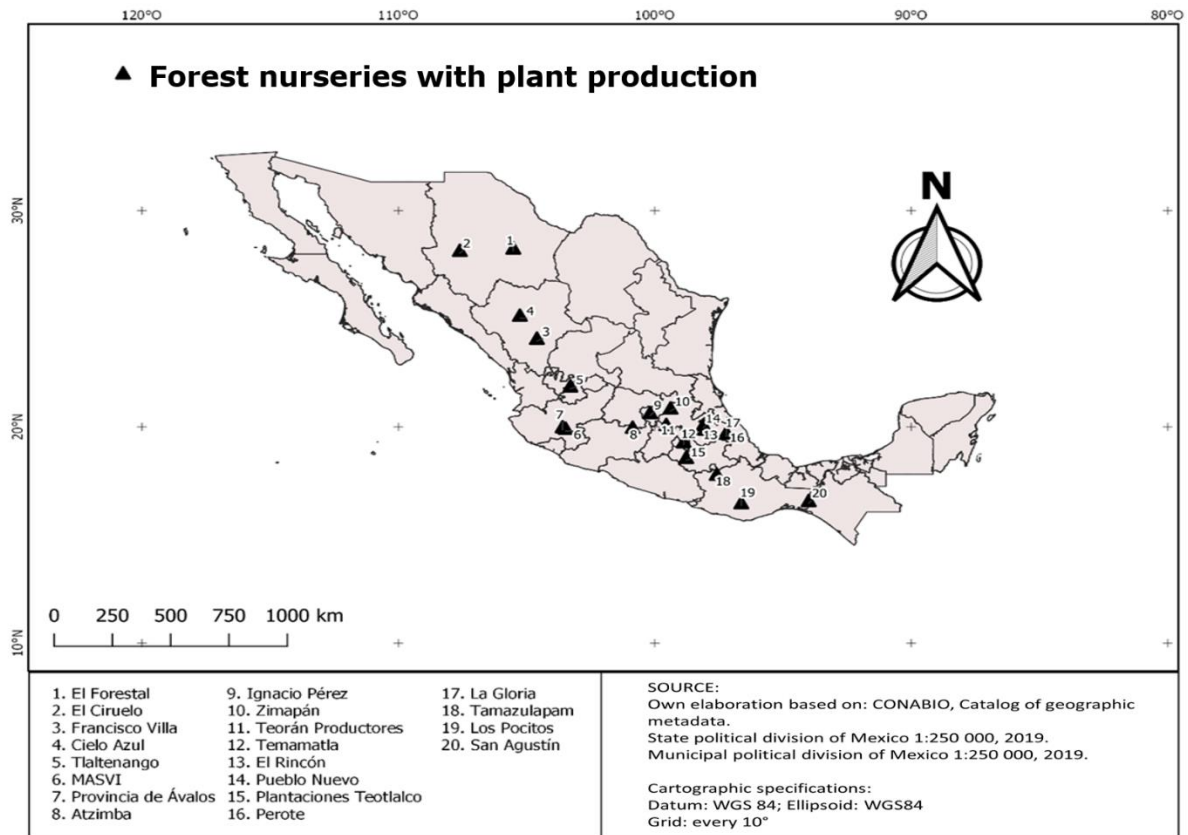 120°O 110°O 100°O 90°O 80°O
▲ Forest nurseries with plant production
N
30°N
20°N
10°N
1
2
4
3
5
7
6
8
9
10
11
12
13
14
15
16
17
18
19
20
0 250 500 750 1000 km
1. El Forestal
2. El Ciruelo
3. Francisco Villa
4. Cielo Azul
5. Tlaltenango
6. MASVI
7. Provincia de Ávalos
8. Atzimba
9. Ignacio Pérez
10. Zimapán
11. Teorán Productores
12. Temamatla
13. El Rincón
14. Pueblo Nuevo
15. Plantaciones Teotlalco
16. Perote
17. La Gloria
18. Tamazulapam
19. Los Pocitos
20. San Agustín
SOURCE:
Own elaboration based on: CONABIO, Catalog of geographic
metadata.
State political division of Mexico 1:250 000, 2019.
Municipal political division of Mexico 1:250 000, 2019.
Cartographic specifications:
Datum: WGS 84; Ellipsoid: WGS84
Grid: every 10°